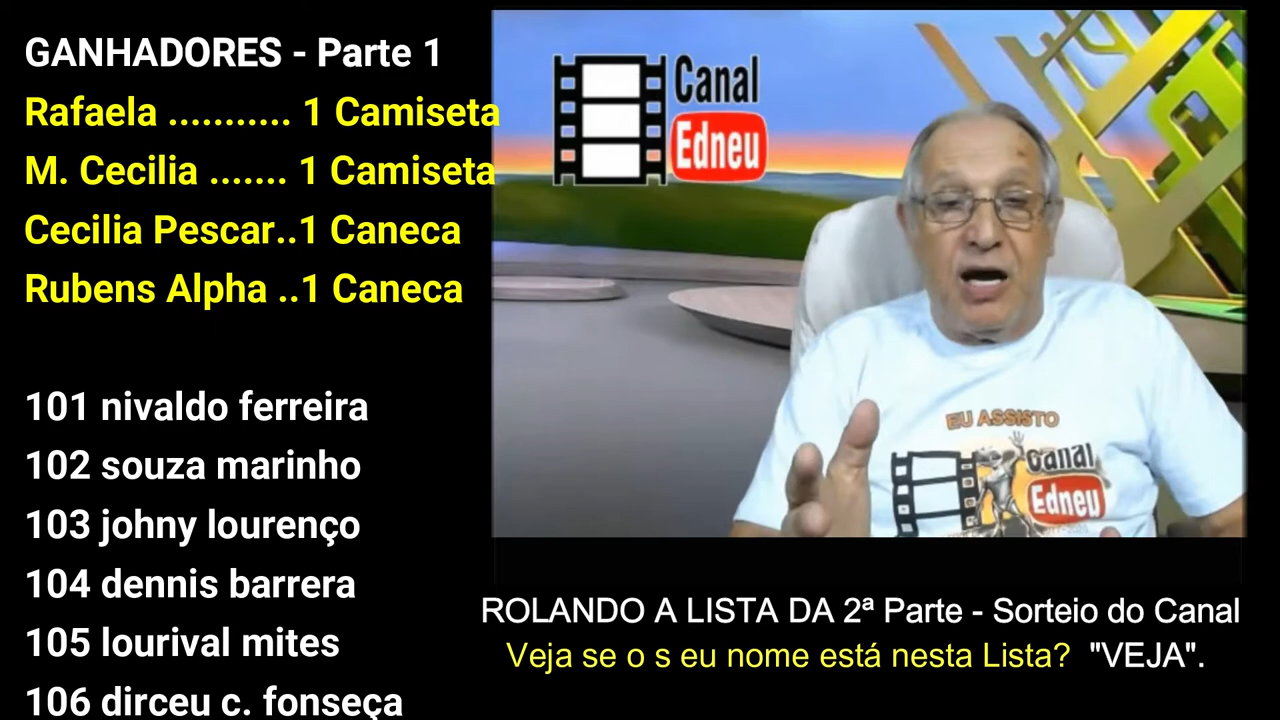 GANHADORES - Parte 1
Rafaela ........... 1 Camiseta
M. Cecilia ....... 1 Camiseta
Cecilia Pescar..1 Caneca
Rubens Alpha ..1 Caneca
101 nivaldo ferreira
102 souza marinho
103 johny lourenço
104 dennis barrera
105 lourival mites
106 dirceu c. fonseça
Canal
Edneu
EU ASSISTO
Canal
Edneu
ROLANDO A LISTA DA 2ª Parte - Sorteio do Canal
Veja se o s eu nome está nesta Lista? "VEJA".